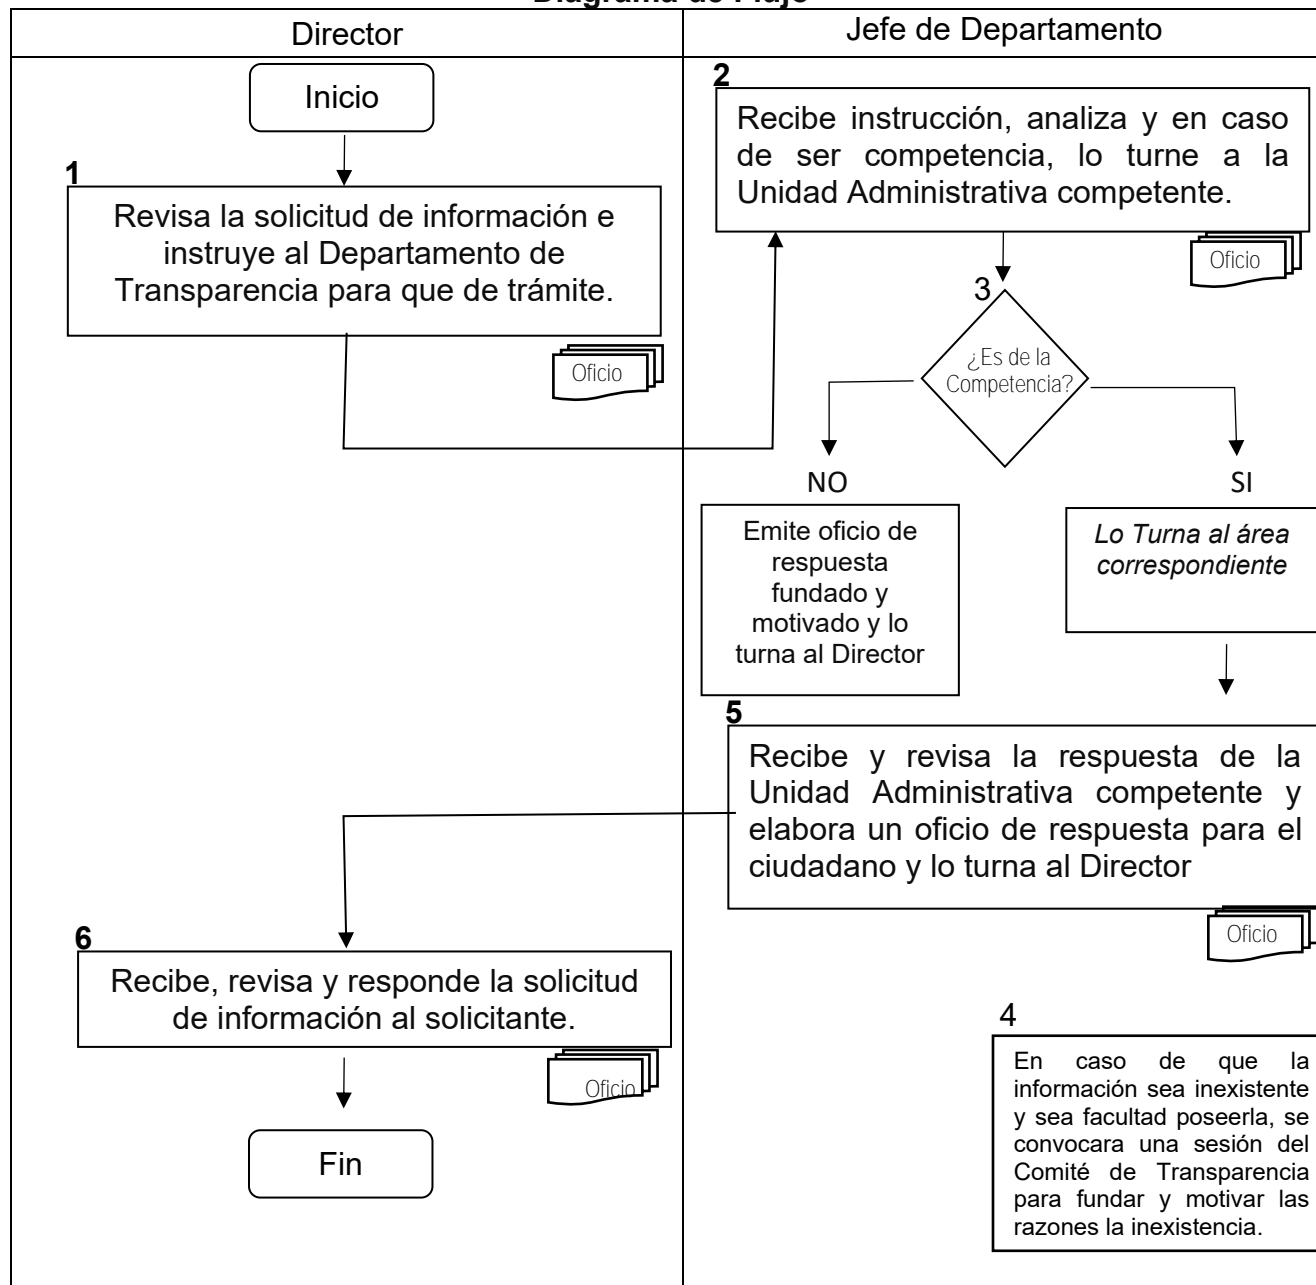 Diagrama de Flujo
Director
Jefe de Departamento
Inicio
1
Revisa la solicitud de información e
instruye al Departamento de
Transparencia para que de trámite.
Oficio
2
Recibe instrucción, analiza y en caso
de ser competencia, lo turne a la
Unidad Administrativa competente.
Oficio
3
¿Es de la
Competencia?
NO
SI
Emite oficio de
respuesta
fundado y
motivado y lo
turna al Director
Lo Turna al área
correspondiente
5
Recibe y revisa la respuesta de la
Unidad Administrativa competente y
elabora un oficio de respuesta para el
ciudadano y lo turna al Director
Oficio
6
Recibe, revisa y responde la solicitud
de información al solicitante.
Oficio
Fin
4
En caso de que la
información sea inexistente
y sea facultad poseerla, se
convocara una sesión del
Comité de Transparencia
para fundar y motivar las
razones la inexistencia.